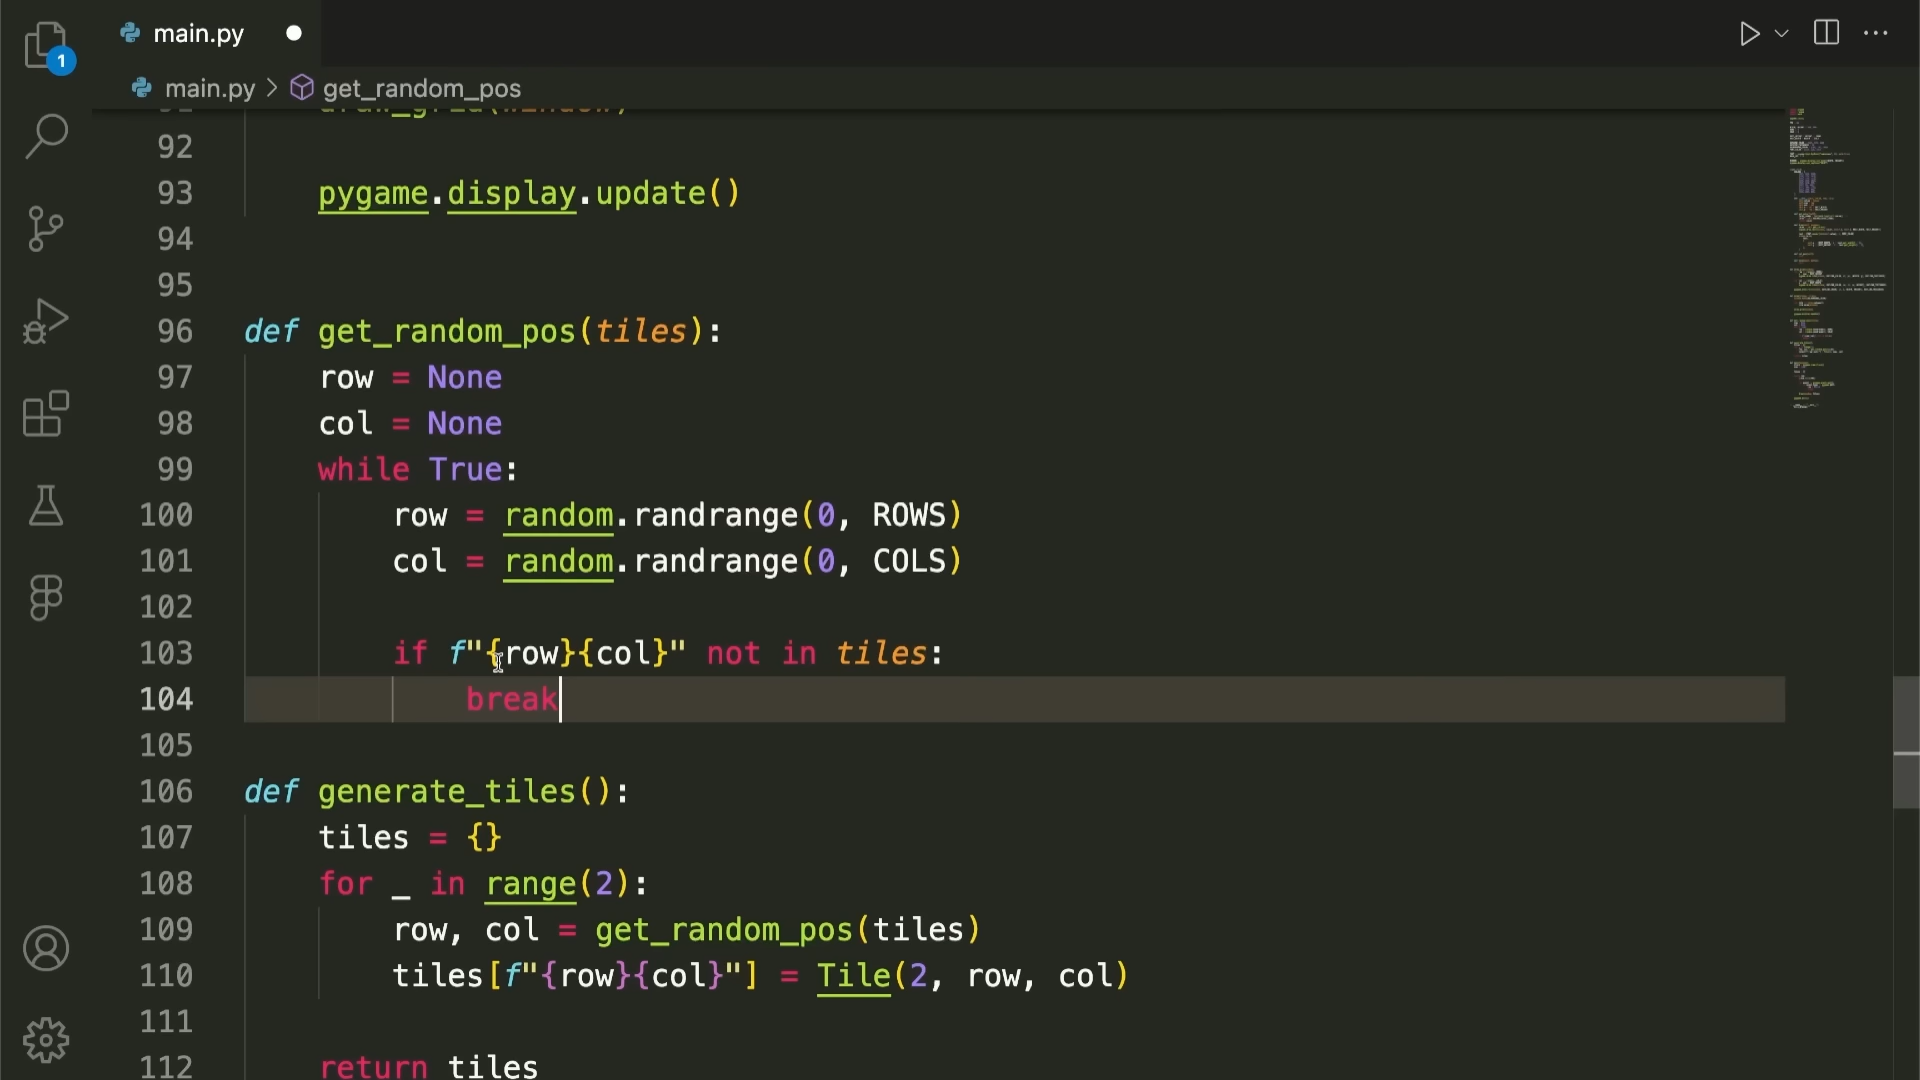 main.py
1
main.py > get_random_pos
draw_grid(window)
92
93 pygame.display.update()
94
95
96 def get_random_pos(tiles):
97 row = None
98 col = None
99 while True:
100 row = random.randrange(0, ROWS)
101 col = random.randrange(0, COLS)
102
103 if f"{row}{col}" not in tiles:
104 break
105
106 def generate_tiles():
107 tiles = {}
108 for _ in range(2):
109 row, col = get_random_pos(tiles)
110 tiles[f"{row}{col}"] = Tile(2, row, col)
111
112 return tiles